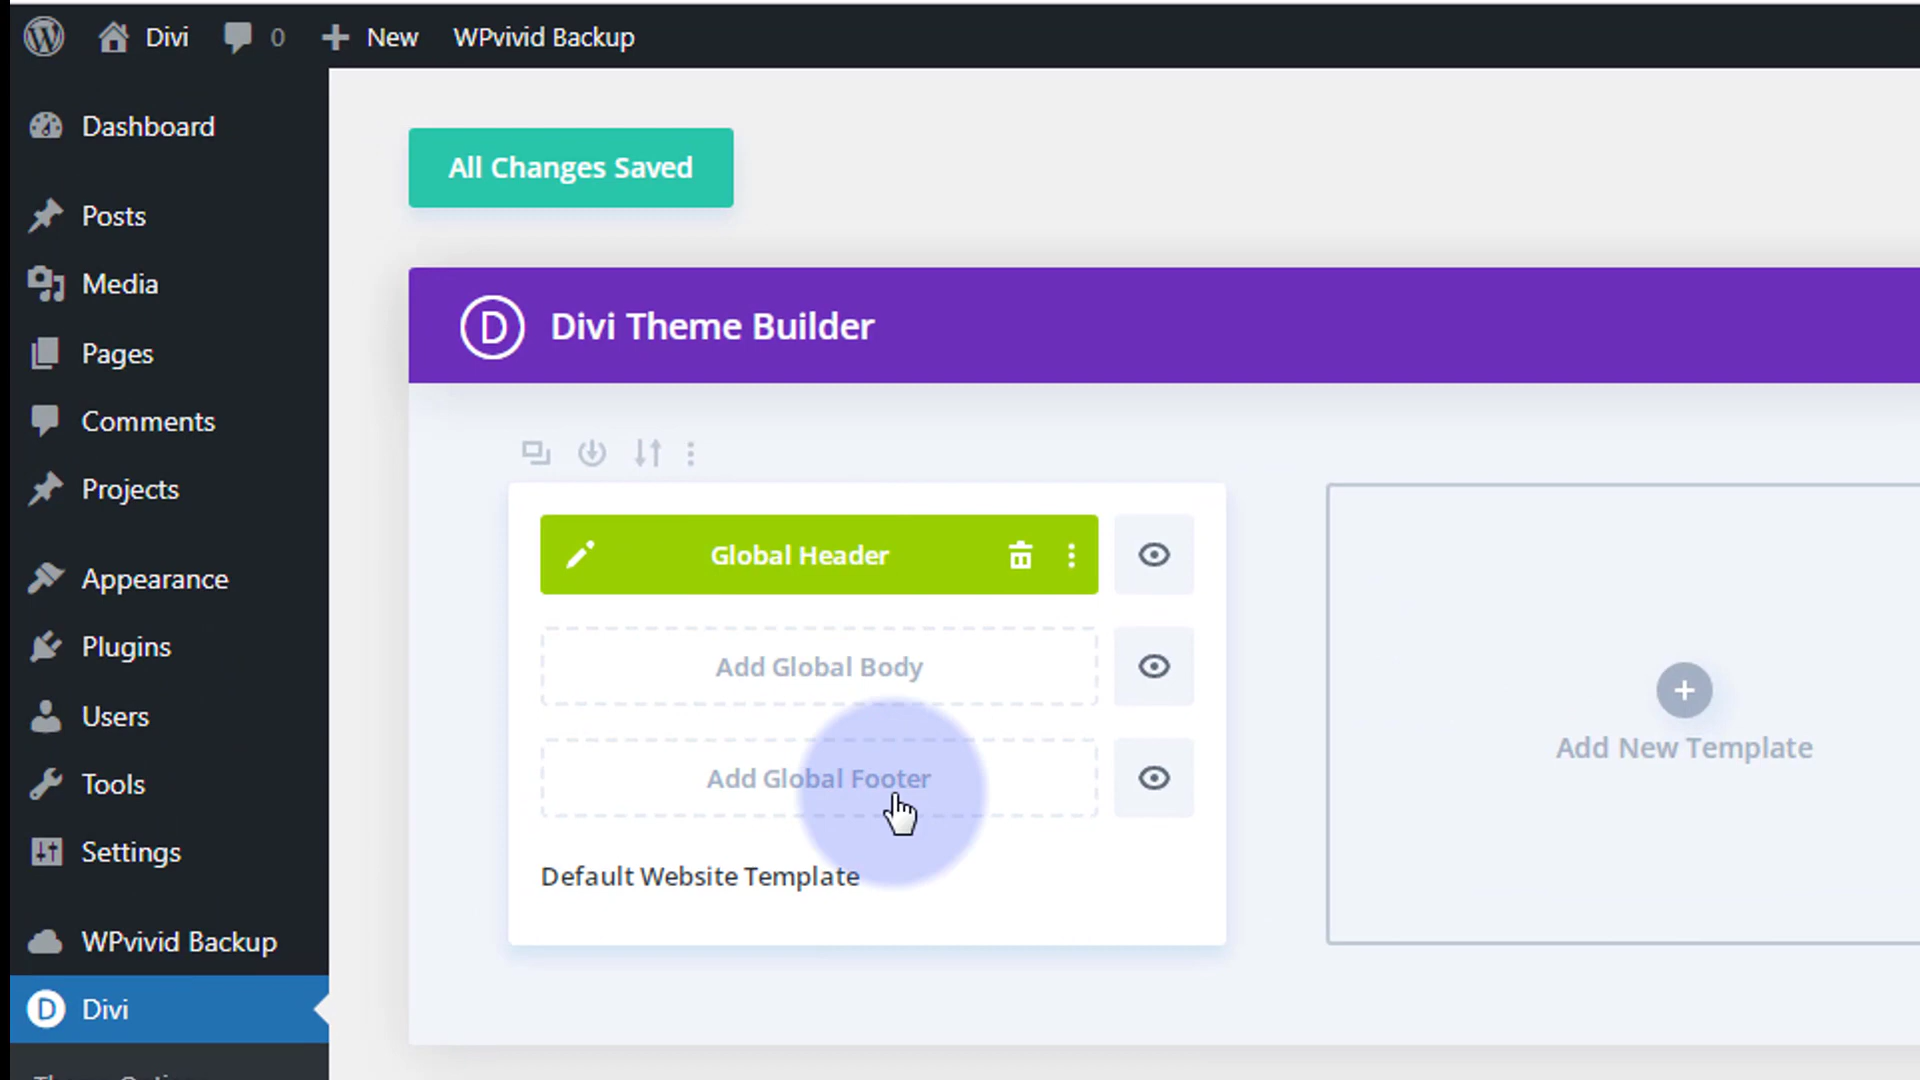 Divi
0
New
WPvivid Backup
Dashboard
Posts
Media
Pages
Comments
Projects
Appearance
Plugins
Users
Tools
Settings
WPvivid Backup
D
Divi
All Changes Saved
D
Divi Theme Builder
Global Header
Add Global Body
Add Global Footer
Default Website Template
Add New Template